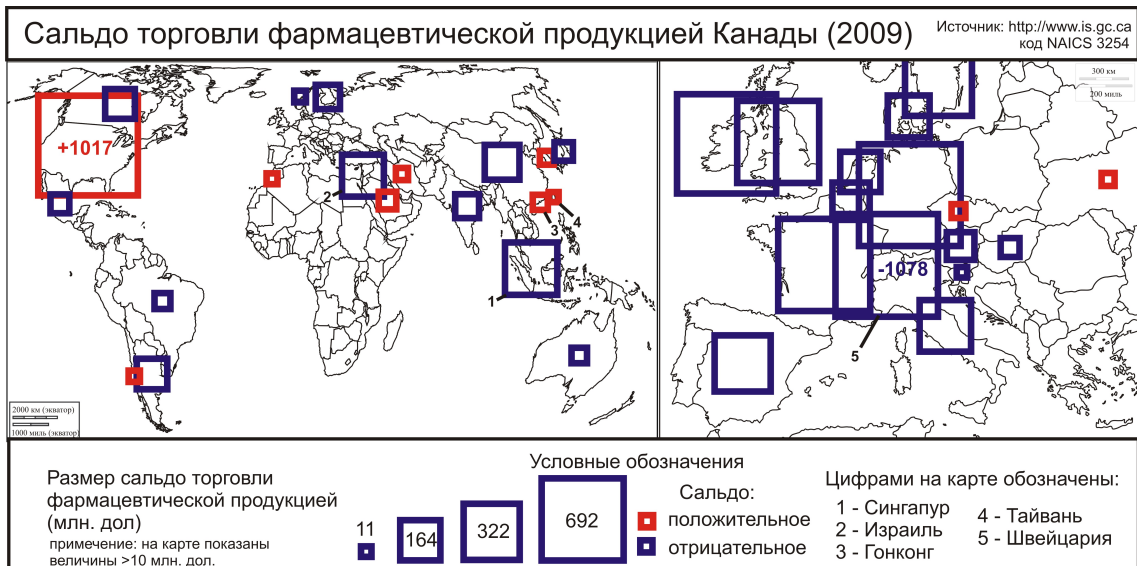 Сальдо торговли фармацевтической продукцией Канады (2009)
Источник: http://www.is.gc.ca
код NAICS 3254
+1017
2
3
4
1
2000 км (экватор)
1000 миль (экватор)
300 км
200 миль
-1078
5
Размер сальдо торговли
фармацевтической продукцией
(млн. дол)
примечание: на карте показаны
величины >10 млн. дол.
Условные обозначения
11
164
322
692
Сальдо:
положительное
отрицательное
Цифрами на карте обозначены:
1 - Сингапур
2 - Израиль
3 - Гонконг
4 - Тайвань
5 - Швейцария